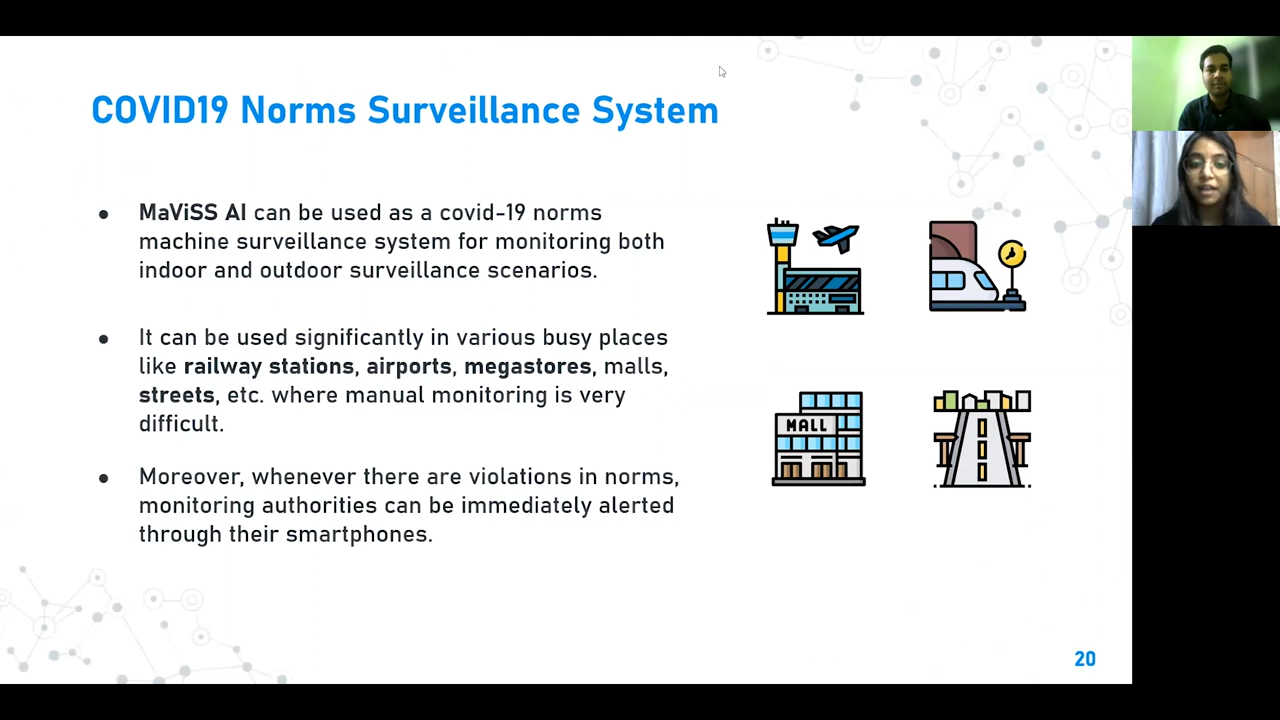 COVID19 Norms Surveillance System
● MaViSS AI can be used as a covid-19 norms
machine surveillance system for monitoring both
indoor and outdoor surveillance scenarios.
● It can be used significantly in various busy places
like railway stations, airports, megastores, malls,
streets, etc. where manual monitoring is very
difficult.
● Moreover, whenever there are violations in norms,
monitoring authorities can be immediately alerted
through their smartphones.
MALL
20